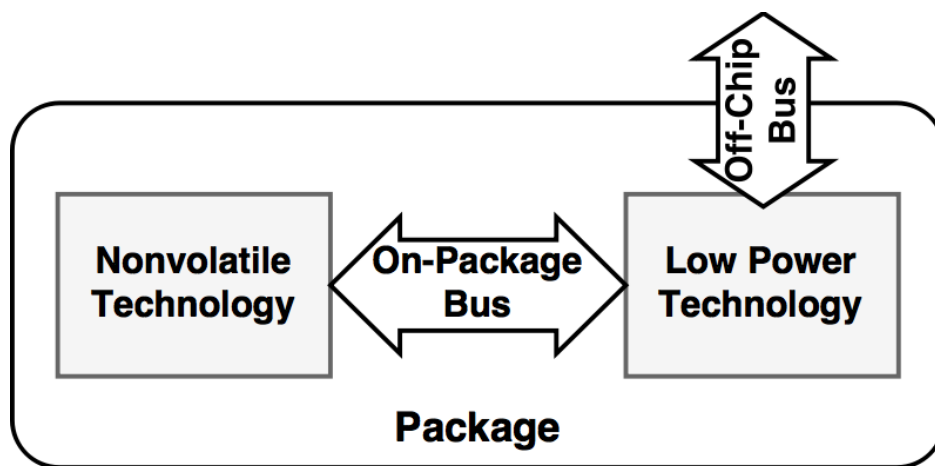 Off-Chip
Bus
Nonvolatile
Technology
On-Package
Bus
Low Power
Technology
Package